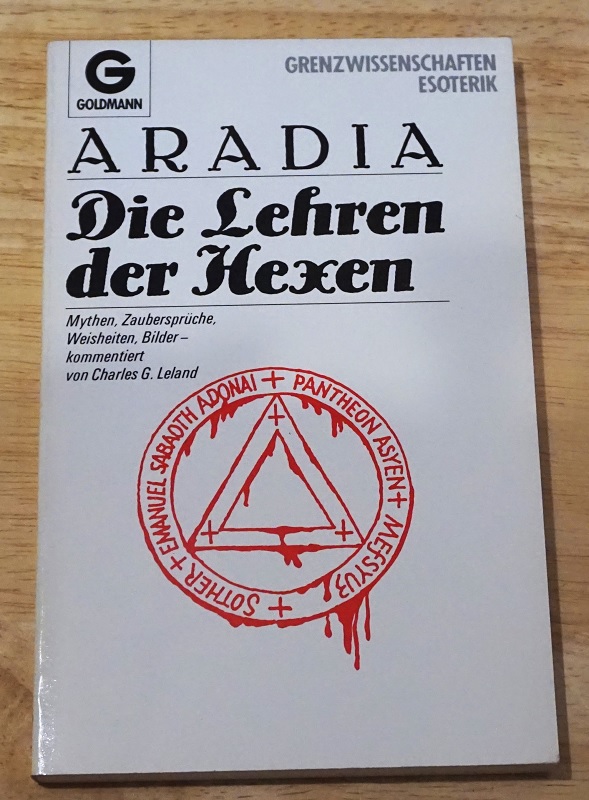 G
GOLDMANN
GRENZWISSENSCHAFTEN
ESOTERIK
ARADIA
Die Lehren
der Hexen
Mythen, Zaubersprüche,
Weisheiten, Bilder –
kommentiert
von Charles G. Leland
+ PANTHEON ASYEN + MEſSYUZ + SOTHER + EMANUEL SABAOTH ADONAI
+
+
+